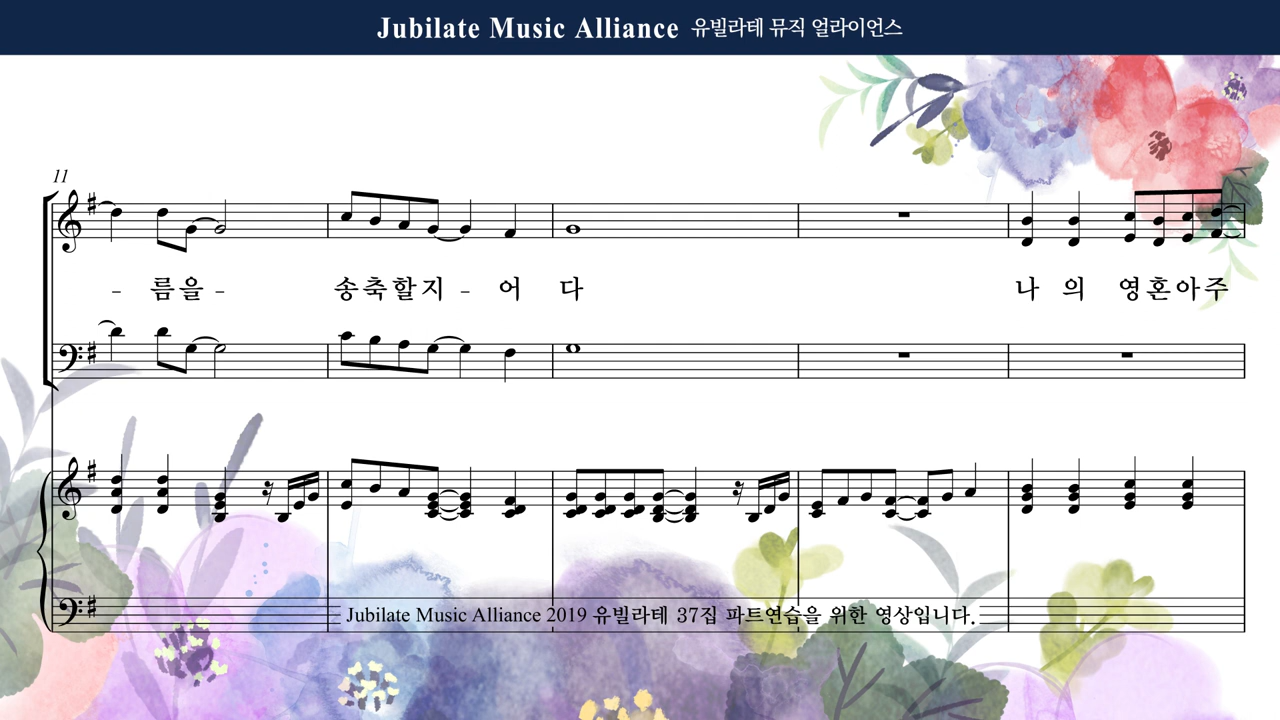 Jubilate Music Alliance 유빌라테 뮤직 얼라이언스
11
- 름을 - 송축할지 - 어 다 나 의 영혼아주
Jubilate Music Alliance 2019 유빌라테 37집 파트연습을 위한 영상입니다.